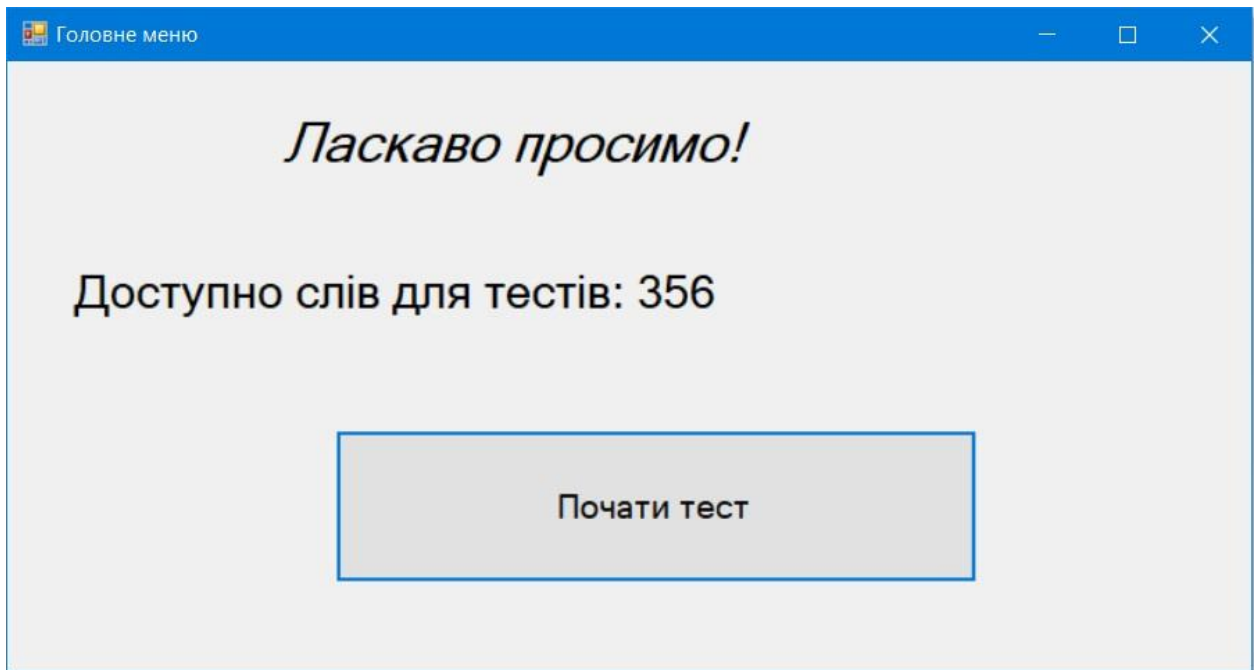 Головне меню
Ласкаво просимо!
Доступно слів для тестів: 356
Почати тест